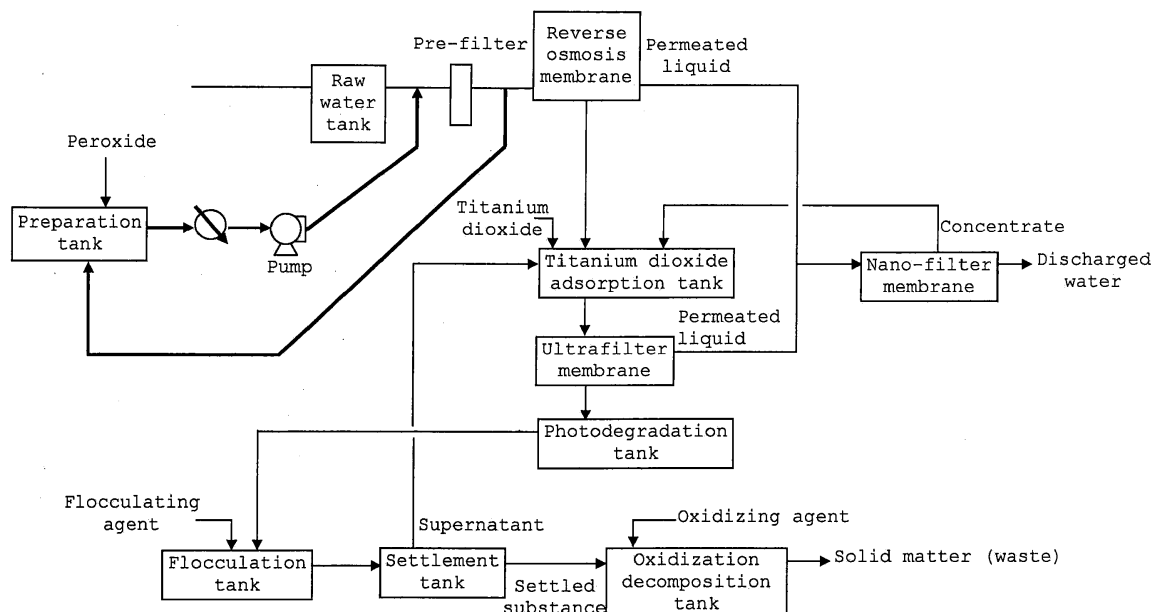 Pre-filter
Reverse
osmosis
membrane
Permeated
liquid
Raw
water
tank
Peroxide
Preparation
tank
Pump
Titanium
dioxide
Titanium dioxide
adsorption tank
Concentrate
Nano-filter
membrane
Discharged
water
Permeated
liquid
Ultrafilter
membrane
Photodegradation
tank
Flocculating
agent
Supernatant
Oxidizing agent
Flocculation
tank
Settlement
tank
Settled
substance
Oxidization
decomposition
tank
Solid matter (waste)